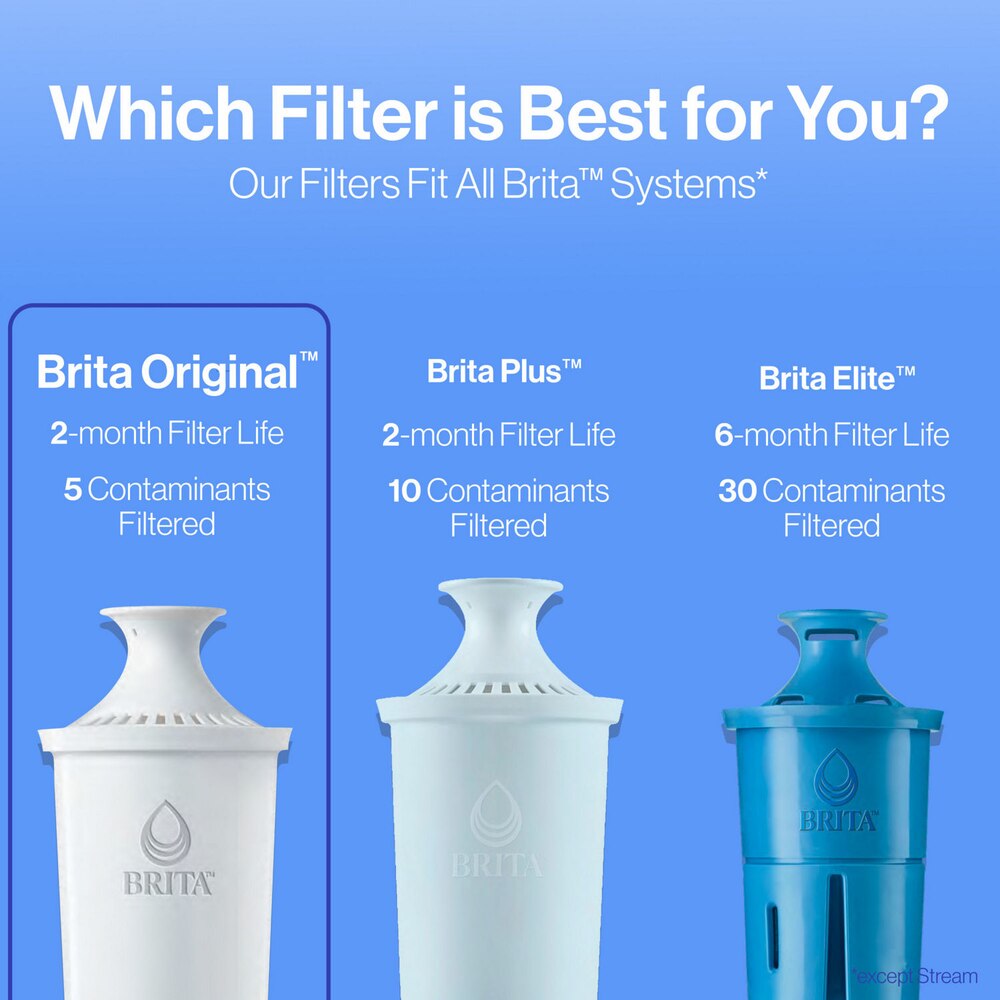 Which Filter is Best for You?
Our Filters Fit All Brita™ Systems*
Brita Original™
2-month Filter Life
5 Contaminants
Filtered
Brita Plus™
2-month Filter Life
10 Contaminants
Filtered
Brita Elite™
6-month Filter Life
30 Contaminants
Filtered
BRITA™
BRITA
BRITA™
*except Stream